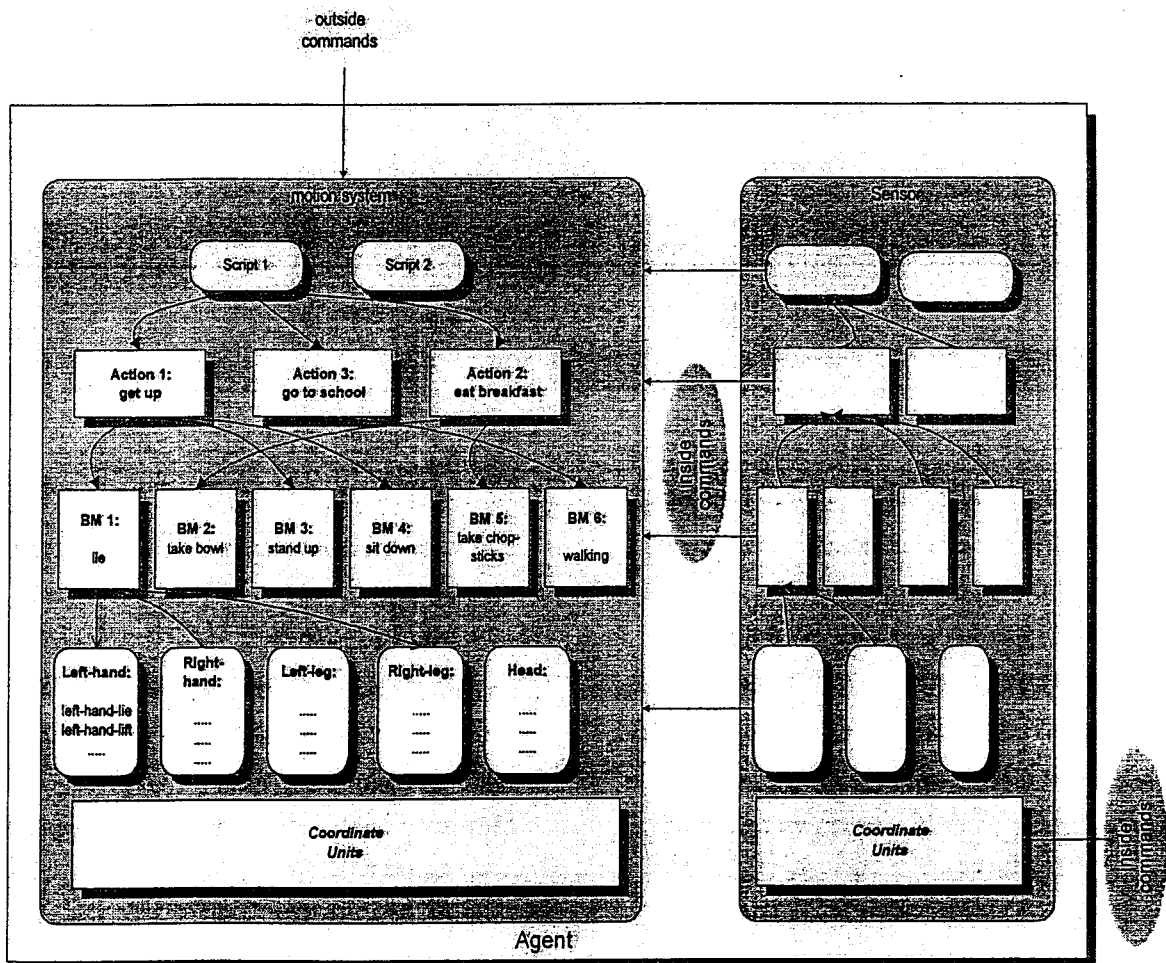 outside
commands
motion system
Sensor
Script 1
Script 2
Action 1:
get up
Action 3:
go to school
Action 2:
eat breakfast
Inside
commands
BM 1:
lie
BM 2:
take bowl
BM 3:
stand up
BM 4:
sit down
BM 5:
take chop-
sticks
BM 6:
walking
Left-hand:
left-hand-lie
left-hand-lift
.....
Right-
hand:
.....
.....
.....
Left-leg:
.....
.....
.....
Right-leg:
.....
.....
.....
Head:
.....
.....
.....
Coordinate
Units
Coordinate
Units
Inside
commands
Agent